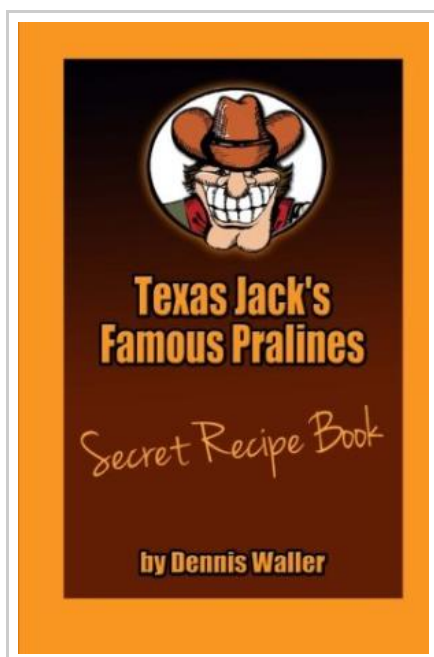 Texas Jack's
Famous Pralines
Secret Recipe Book
by Dennis Waller